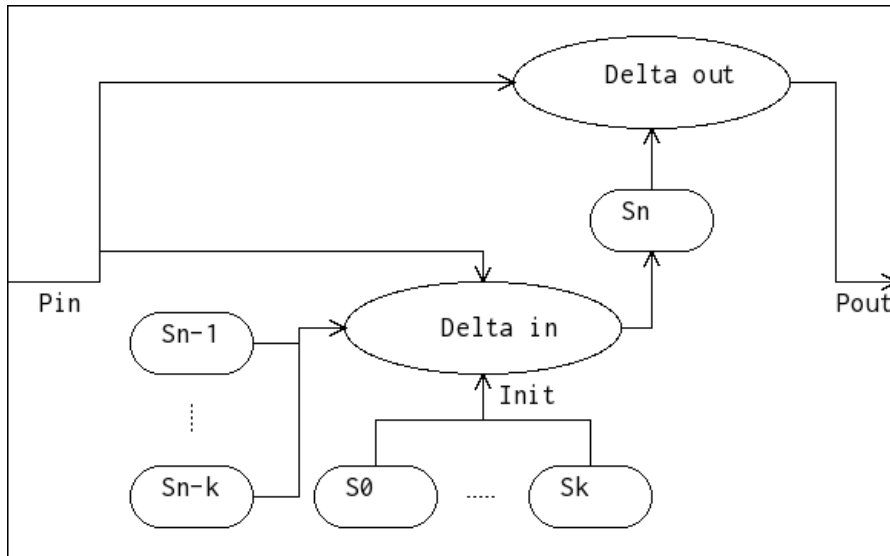 Delta out
Sn
Pin
Pout
Sn-1
Delta in
Init
Sn-k
S0
Sk